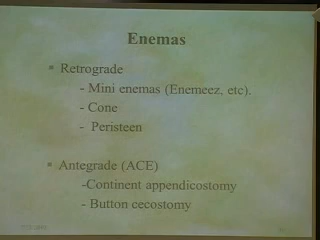 Enemas
▪ Retrograde
- Mini enemas (Enemeez, etc).
- Cone
- Peristeen
▪ Antegrade (ACE)
-Continent appendicostomy
- Button cecostomy